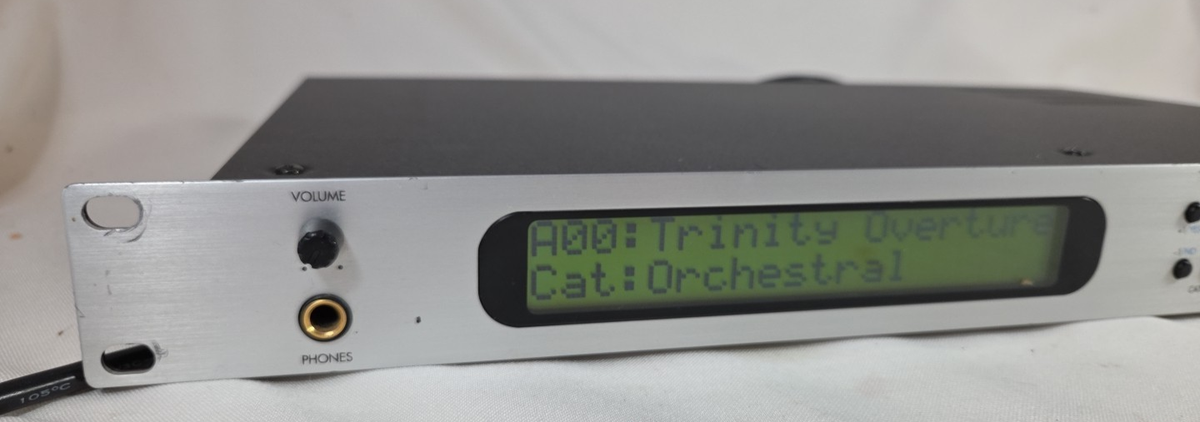 VOLUME
A00:Trinity Overture
Cat:Orchestral
PHONES
105°C